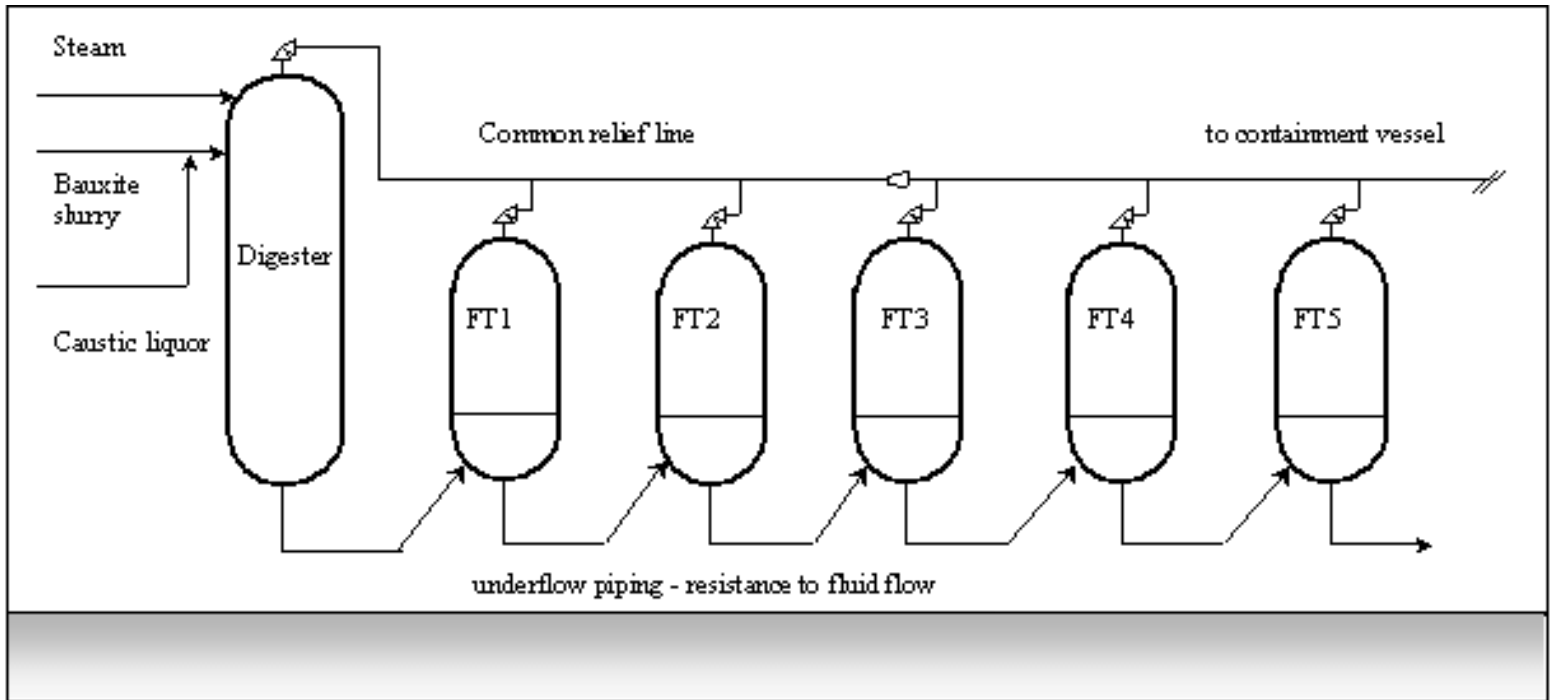 Steam
Common relief line
to containment vessel
Bauxite
slurry
Digester
FT1
FT2
FT3
FT4
FT5
Caustic liquor
underflow piping - resistance to fluid flow